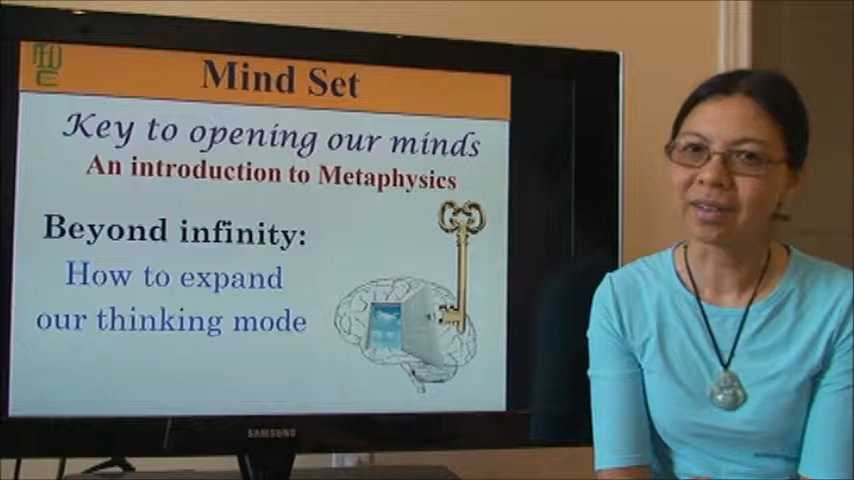 Mind Set
Key to opening our minds
An introduction to Metaphysics
Beyond infinity:
How to expand
our thinking mode
SAMSUNG